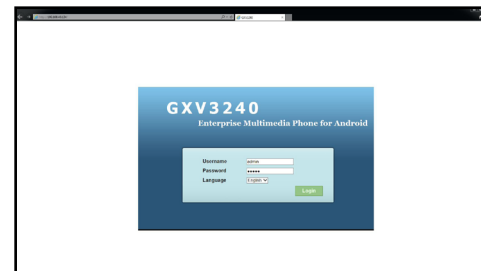 GXV3240
Enterprise Multimedia Phone for Android
Username
admin
Password
•••••
Language
English
Login